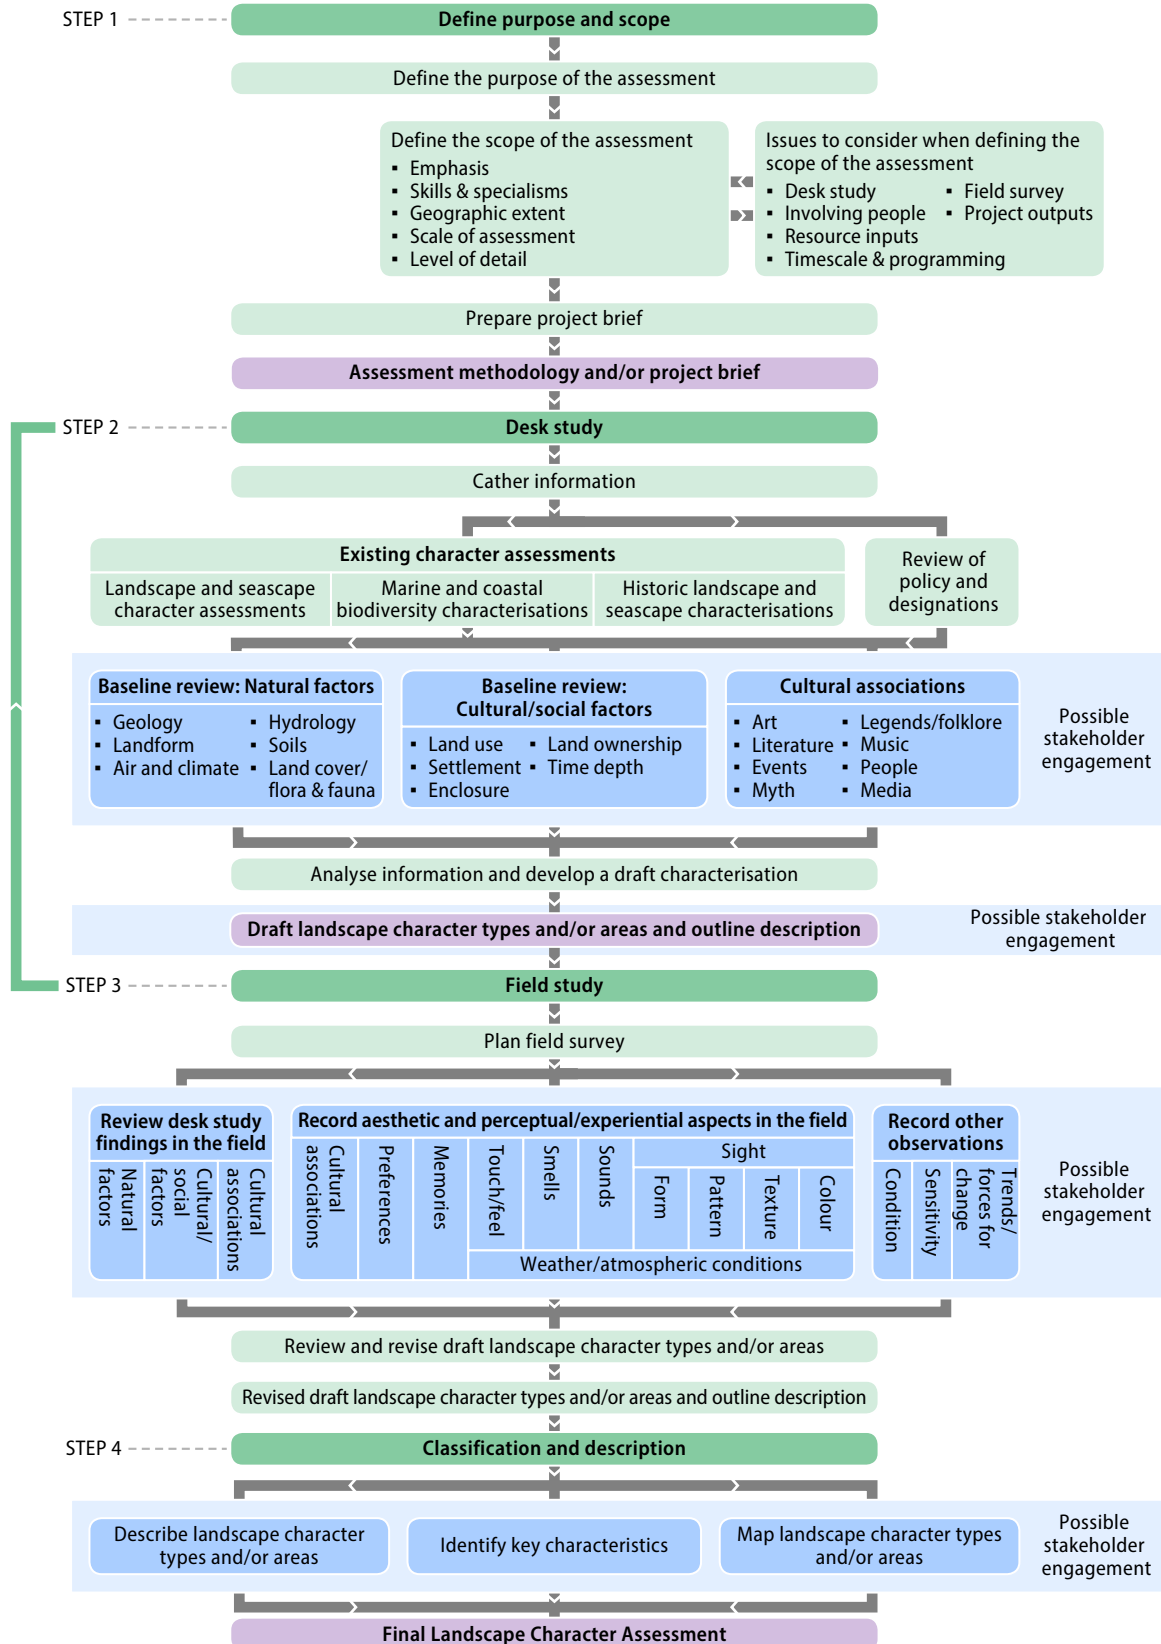 STEP 1
Define purpose and scope
Define the purpose of the assessment
Define the scope of the assessment
▪ Emphasis
▪ Skills & specialisms
▪ Geographic extent
▪ Scale of assessment
▪ Level of detail
Issues to consider when defining the
scope of the assessment
▪ Desk study
▪ Involving people
▪ Resource inputs
▪ Timescale & programming
▪ Field survey
▪ Project outputs
Prepare project brief
Assessment methodology and/or project brief
STEP 2
Desk study
Cather information
Existing character assessments
Landscape and seascape
character assessments
Marine and coastal
biodiversity characterisations
Historic landscape and
seascape characterisations
Review of
policy and
designations
Baseline review: Natural factors
▪ Geology
▪ Landform
▪ Air and climate
▪ Hydrology
▪ Soils
▪ Land cover/
flora & fauna
Baseline review:
Cultural/social factors
▪ Land use
▪ Settlement
▪ Enclosure
▪ Land ownership
▪ Time depth
Cultural associations
▪ Art
▪ Literature
▪ Events
▪ Myth
▪ Legends/folklore
▪ Music
▪ People
▪ Media
Possible
stakeholder
engagement
Analyse information and develop a draft characterisation
Draft landscape character types and/or areas and outline description
Possible stakeholder
engagement
STEP 3
Field study
Plan field survey
Review desk study
findings in the field
Natural
factors
Cultural/
social
factors
Cultural
associations
Record aesthetic and perceptual/experiential aspects in the field
Cultural
associations
Preferences
Memories
Touch/feel
Smells
Sounds
Sight
Form
Pattern
Texture
Colour
Weather/atmospheric conditions
Record other
observations
Condition
Sensitivity
Trends/
forces for
change
Possible
stakeholder
engagement
Review and revise draft landscape character types and/or areas
Revised draft landscape character types and/or areas and outline description
STEP 4
Classification and description
Describe landscape character
types and/or areas
Identify key characteristics
Map landscape character types
and/or areas
Possible
stakeholder
engagement
Final Landscape Character Assessment